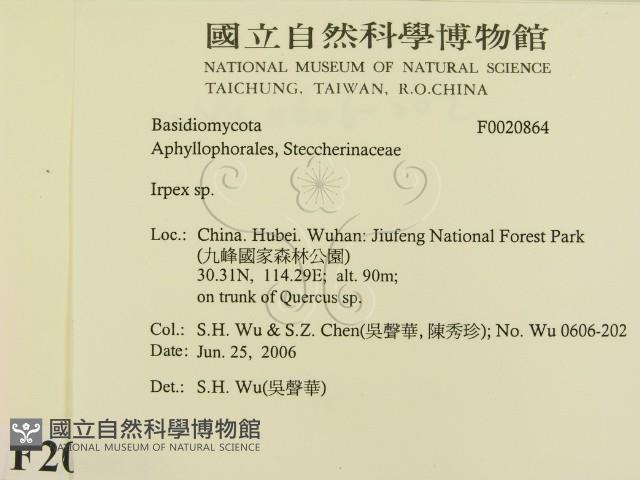 國立自然科學博物館
NATIONAL MUSEUM OF NATURAL SCIENCE
TAICHUNG, TAIWAN, R.O.CHINA
Basidiomycota F0020864
Aphyllophorales, Steccherinaceae
Irpex sp.
Loc.: China. Hubei. Wuhan: Jiufeng National Forest Park
(九峰國家森林公園)
30.31N, 114.29E; alt. 90m;
on trunk of Quercus sp.
Col.: S.H. Wu & S.Z. Chen(吳聲華, 陳秀珍); No. Wu 0606-202
Date: Jun. 25, 2006
Det.: S.H. Wu(吳聲華)
國立自然科學博物館
NATIONAL MUSEUM OF NATURAL SCIENCE